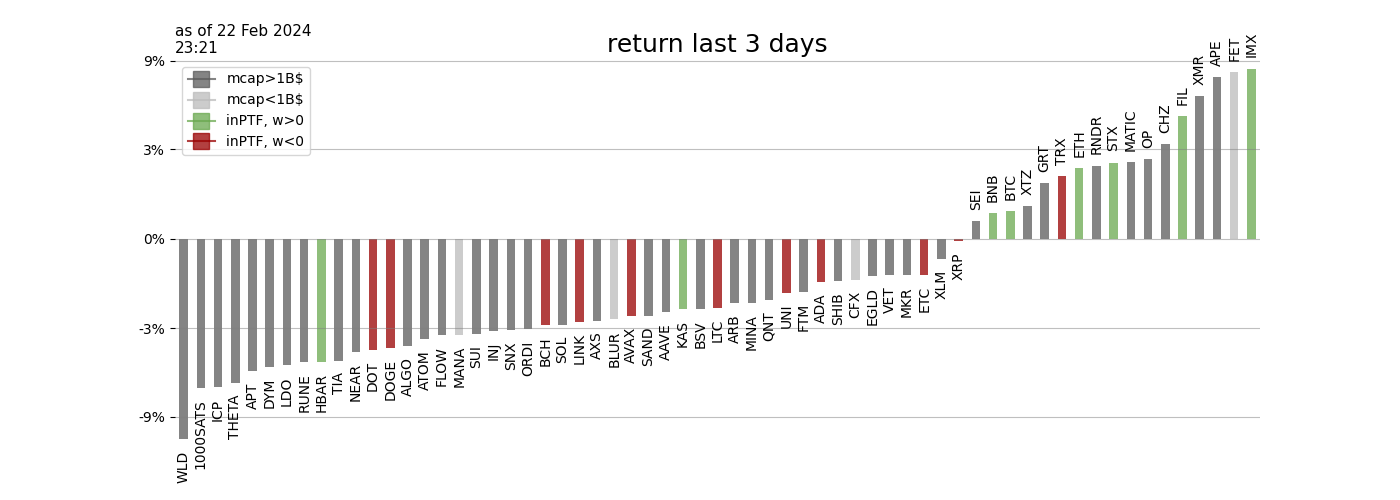 as of 22 Feb 2024
23:21
return last 3 days
9%
3%
0%
-3%
-9%
mcap>1B$
mcap<1B$
inPTF, w>0
inPTF, w<0
WLD
1000SATS
ICP
THETA
APT
DYM
LDO
RUNE
HBAR
TIA
NEAR
DOT
DOGE
ALGO
ATOM
FLOW
MANA
SUI
INJ
SNX
ORDI
BCH
SOL
LINK
AXS
BLUR
AVAX
SAND
AAVE
KAS
BSV
LTC
ARB
MINA
QNT
UNI
FTM
ADA
SHIB
CFX
EGLD
VET
MKR
ETC
XLM
XRP
SEI
BNB
BTC
XTZ
GRT
TRX
ETH
RNDR
STX
MATIC
OP
CHZ
FIL
XMR
APE
FET
IMX